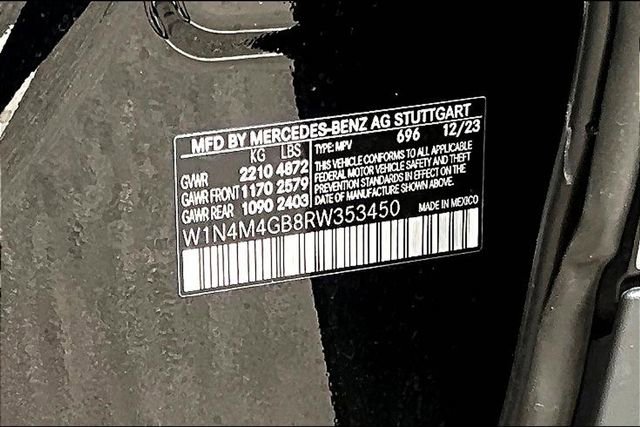 MFD BY MERCEDES-BENZ AG STUTTGART
KG LBS TYPE: MPV 696 12/23
GVWR 2210 4872
GAWR FRONT 1170 2579
GAWR REAR 1090 2403
THIS VEHICLE CONFORMS TO ALL APPLICABLE
FEDERAL MOTOR VEHICLE SAFETY AND THEFT
PREVENTION STANDARDS IN EFFECT ON THE
DATE OF MANUFACTURE SHOWN ABOVE.
MADE IN MEXICO
W1N4M4GB8RW353450